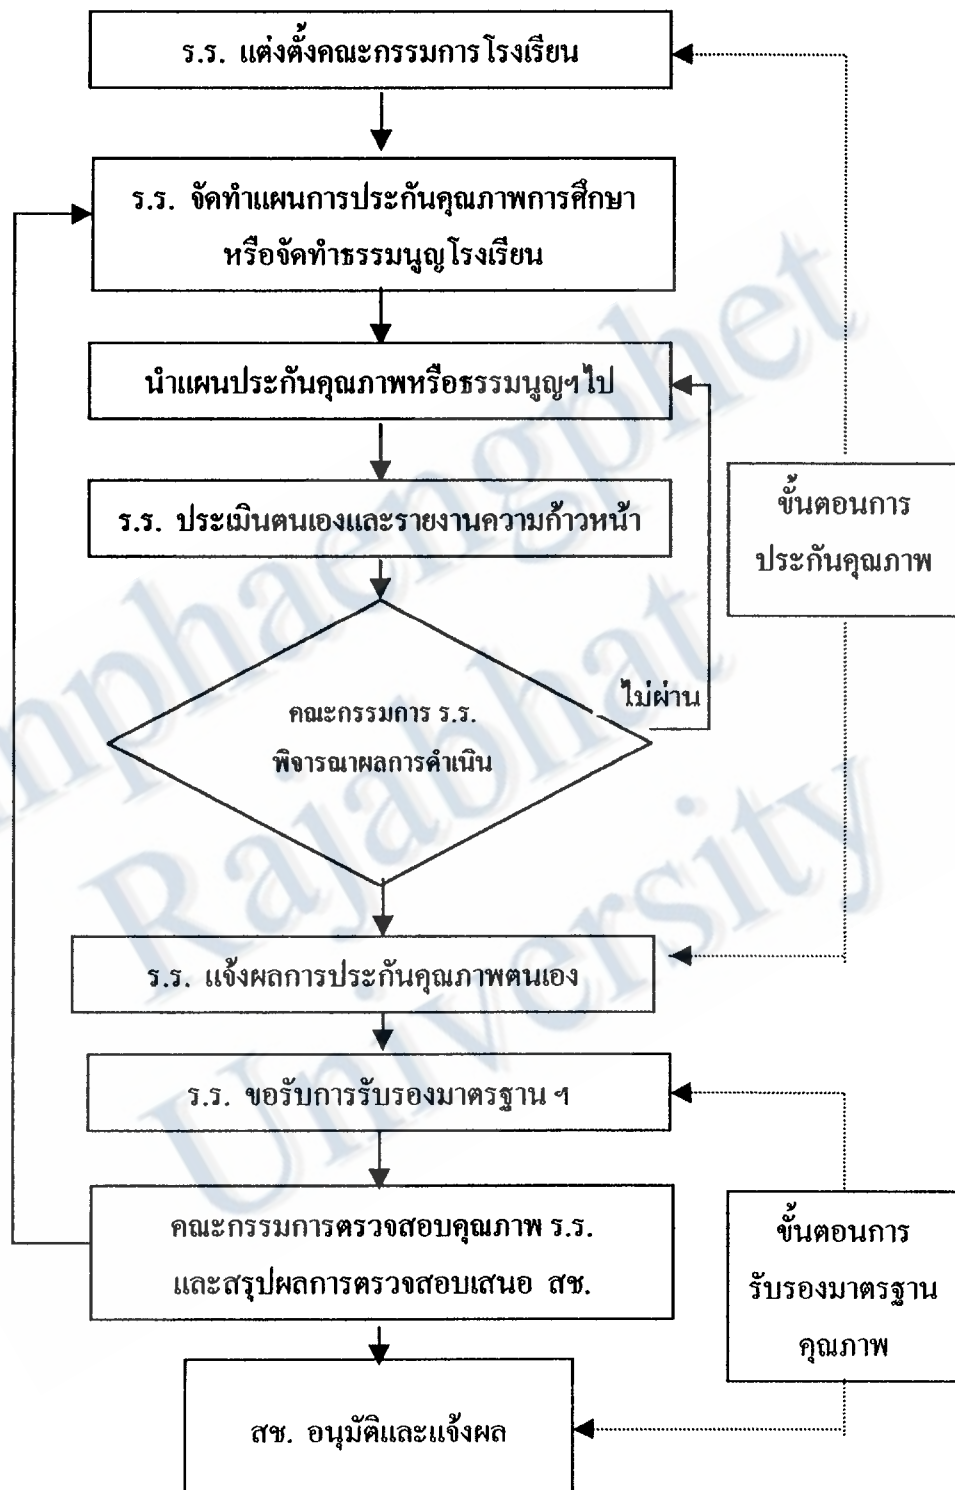 ร.ร. แต่งตั้งคณะกรรมการโรงเรียน
ร.ร. จัดทำแผนการประกันคุณภาพการศึกษา
หรือจัดทำธรรมนูญโรงเรียน
นำแผนประกันคุณภาพหรือธรรมนูญฯ ไป
ร.ร. ประเมินตนเองและรายงานความก้าวหน้า
ขั้นตอนการ
ประกันคุณภาพ
ไม่ผ่าน
คณะกรรมการ ร.ร.
พิจารณาผลการดำเนิน
ร.ร. แจ้งผลการประกันคุณภาพตนเอง
ร.ร. ขอรับการรับรองมาตรฐาน ฯ
คณะกรรมการตรวจสอบคุณภาพ ร.ร.
และสรุปผลการตรวจสอบเสนอ สช.
ขั้นตอนการ
รับรองมาตรฐาน
คุณภาพ
สช. อนุมัติและแจ้งผล
mphaengphet
Rajabhat
University